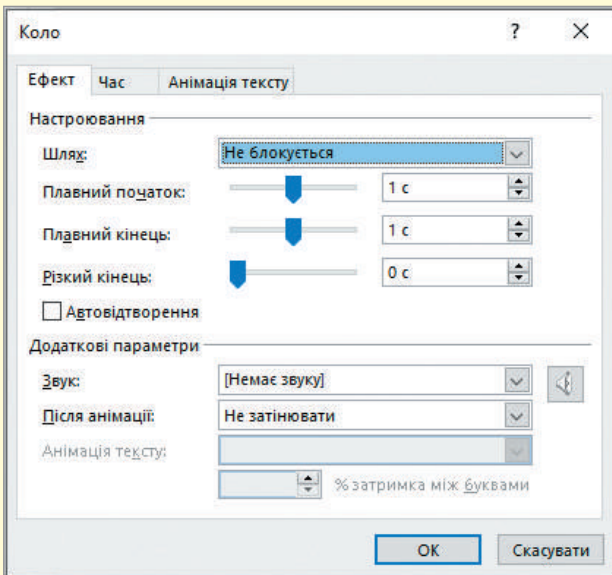 Коло ?
Ефект Час Анімація тексту
Настроювання
Шлях: Не блокується
Плавний початок: 1 с
Плавний кінець: 1 с
Різкий кінець: 0 с
Автовідтворення
Додаткові параметри
Звук: [Немає звуку]
Після анімації: Не затінювати
Анімація тексту:
% затримка між буквами
ОК Скасувати